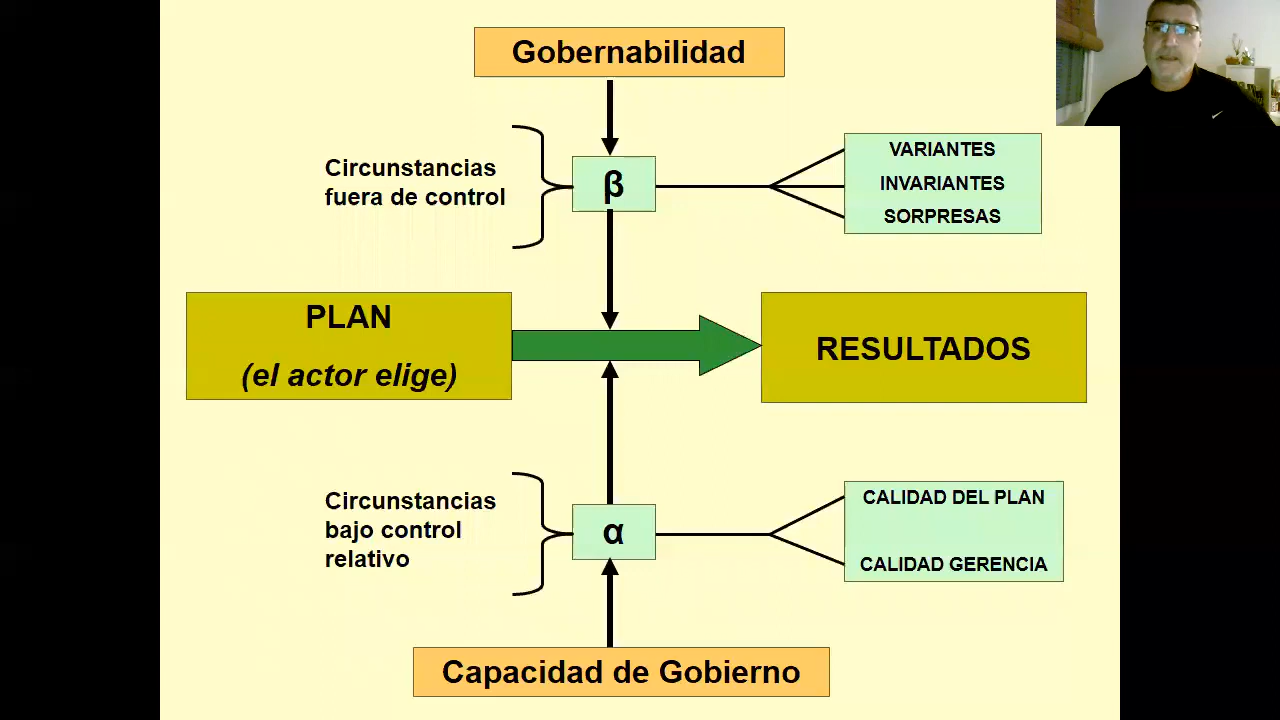 Gobernabilidad
Circunstancias
fuera de control
β
VARIANTES
INVARIANTES
SORPRESAS
PLAN
(el actor elige)
RESULTADOS
Circunstancias
bajo control
relativo
α
CALIDAD DEL PLAN
CALIDAD GERENCIA
Capacidad de Gobierno